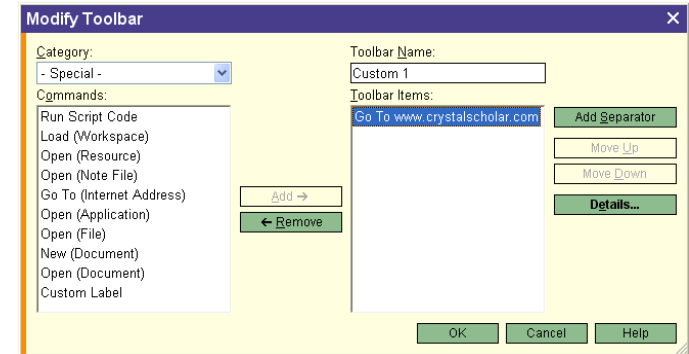 Modify Toolbar
Category:
- Special -
Commands:
Run Script Code
Load (Workspace)
Open (Resource)
Open (Note File)
Go To (Internet Address)
Open (Application)
Open (File)
New (Document)
Open (Document)
Custom Label
Add →
← Remove
Toolbar Name:
Custom 1
Toolbar Items:
Go To www.crystalscholar.com
Add Separator
Move Up
Move Down
Details...
OK
Cancel
Help